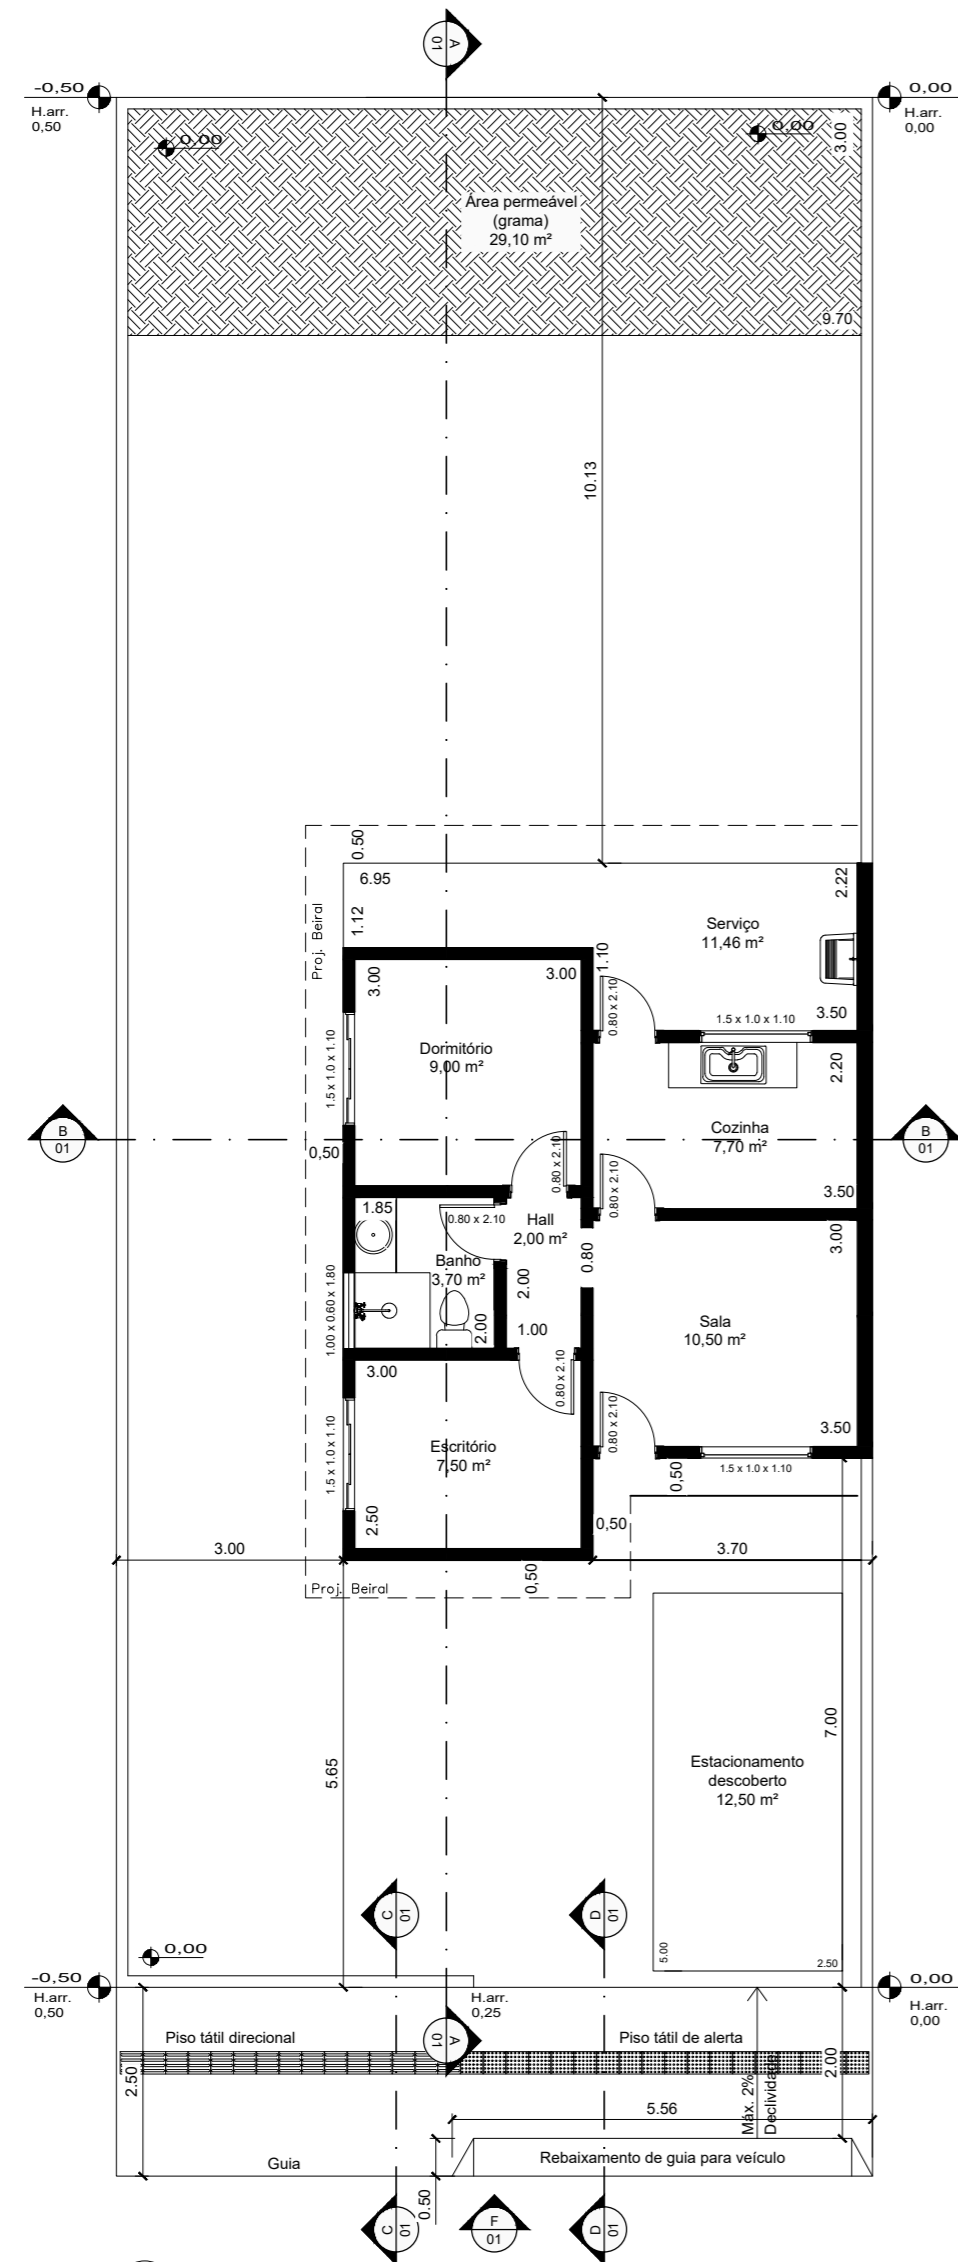 A
01
-0,50
H.arr.
0,50
0,00
H.arr.
0,00
0,00
0,00
3.00
Área permeável
(grama)
29,10 m²
9.70
10.13
0.50
6.95
1.12
Proj. Beiral
2.22
Serviço
11,46 m²
1.10
0.80 x 2.10
3.50
1.5 x 1.0 x 1.10
3.00
3.00
Dormitório
9,00 m²
1.5 x 1.0 x 1.10
2.20
Cozinha
7,70 m²
3.50
B
01
B
01
0,50
0.80 x 2.10
0.80 x 2.10
1.85
0.80 x 2.10
Hall
2,00 m²
0.80
3.00
Banho
3,70 m²
2.00
2.00
1.00
1.00 x 0.60 x 1.80
Sala
10,50 m²
3.50
3.00
0.80 x 2.10
0.80 x 2.10
Escritório
7,50 m²
1.5 x 1.0 x 1.10
2.50
1.5 x 1.0 x 1.10
0,50
0,50
3.00
3.70
0,50
Proj. Beiral
5.65
7.00
Estacionamento
descoberto
12,50 m²
C
01
D
01
5.00
2.50
0,00
-0,50
H.arr.
0,50
H.arr.
0,25
0,00
H.arr.
0,00
Piso tátil direcional
A
01
Piso tátil de alerta
2.50
2.00
Máx. 2%
Declividade
5.56
Guia
Rebaixamento de guia para veículo
0.50
C
01
F
01
D
01